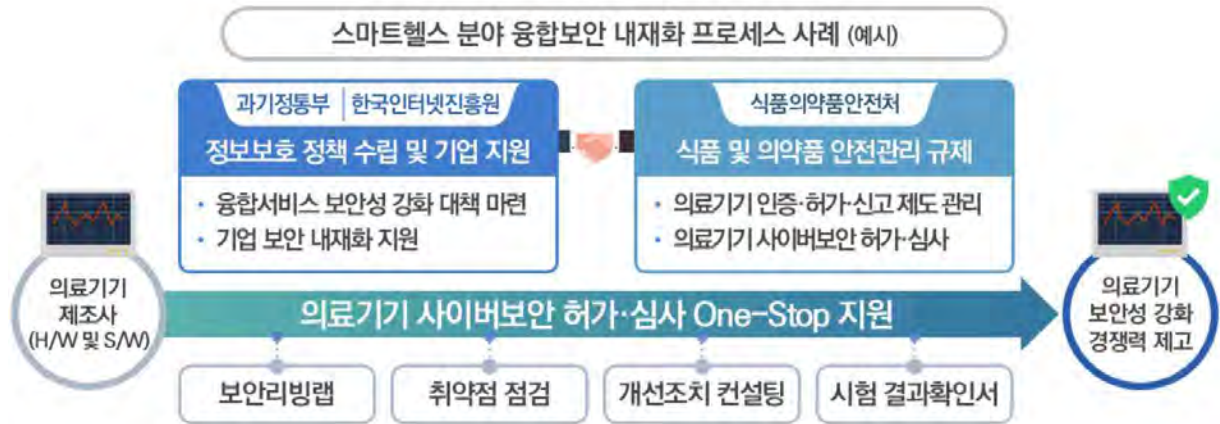 스마트헬스 분야 융합보안 내재화 프로세스 사례 (예시)
과기정통부 | 한국인터넷진흥원
정보보호 정책 수립 및 기업 지원
· 융합서비스 보안성 강화 대책 마련
· 기업 보안 내재화 지원
식품의약품안전처
식품 및 의약품 안전관리 규제
· 의료기기 인증·허가·신고 제도 관리
· 의료기기 사이버보안 허가·심사
의료기기
제조사
(H/W 및 S/W)
의료기기 사이버보안 허가·심사 One-Stop 지원
의료기기
보안성 강화
경쟁력 제고
보안리빙랩
취약점 점검
개선조치 컨설팅
시험 결과확인서